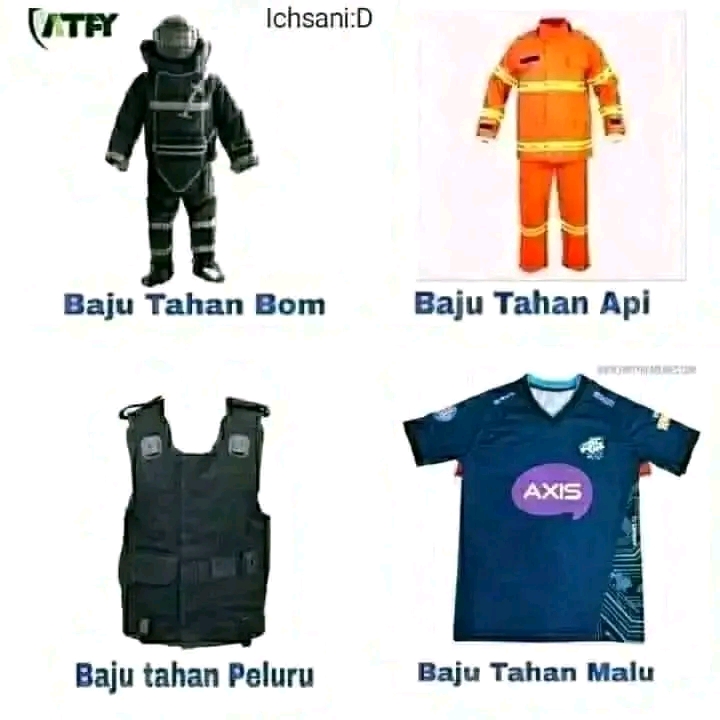 ATFY
Ichsani:D
Baju Tahan Bom
Baju Tahan Api
AXIS
Baju tahan Peluru
Baju Tahan Malu